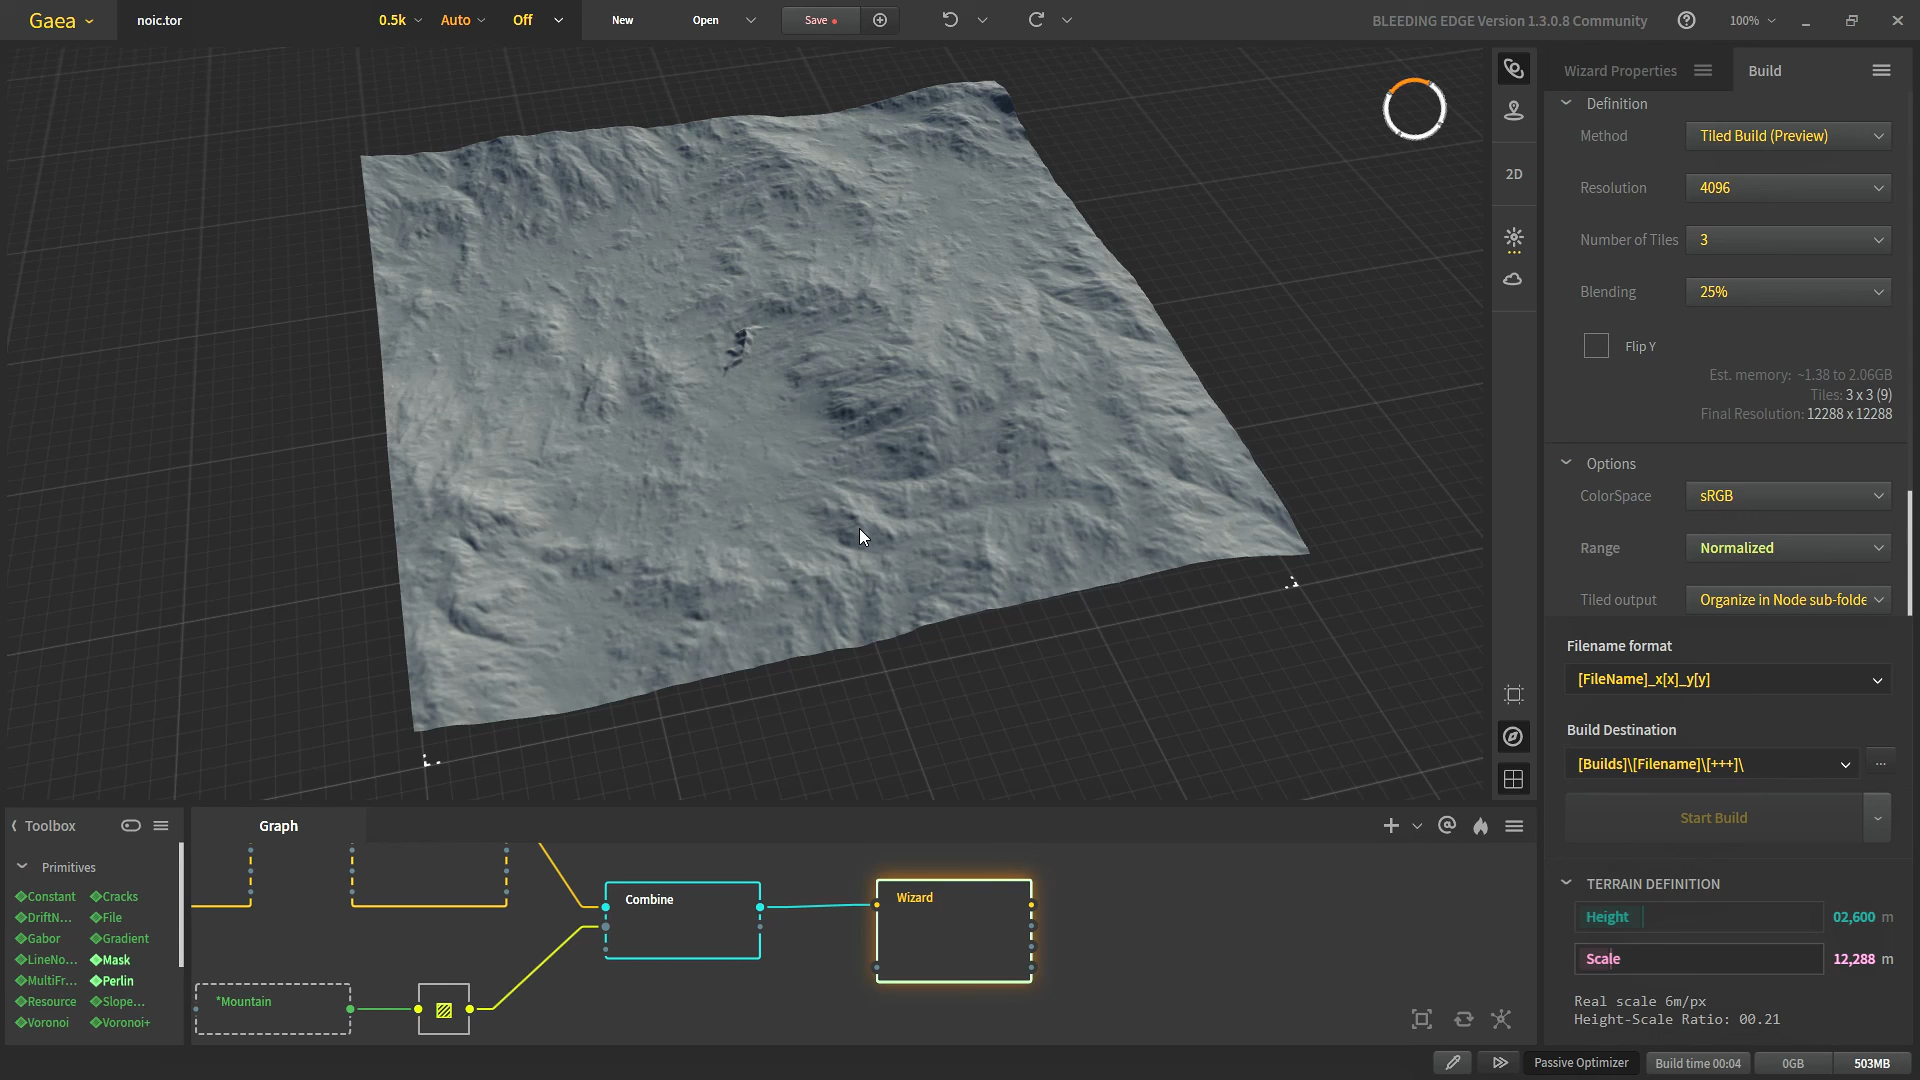 Gaea
noic.tor
0.5k
Auto
Off
New
Open
Save
BLEEDING EDGE Version 1.3.0.8 Community
100%
Wizard Properties
Build
Definition
Method
Tiled Build (Preview)
Resolution
4096
Number of Tiles
3
Blending
25%
Flip Y
Est. memory: ~1.38 to 2.06GB
Tiles: 3 x 3 (9)
Final Resolution: 12288 x 12288
2D
Options
ColorSpace
sRGB
Range
Normalized
Tiled output
Organize in Node sub-folde
Filename format
[FileName]_x[x]_y[y]
Build Destination
[Builds]\[Filename]\[+++]\
...
Start Build
TERRAIN DEFINITION
Height
02,600 m
Scale
12,288 m
Real scale 6m/px
Height-Scale Ratio: 00.21
Toolbox
Primitives
Constant
Cracks
DriftN...
File
Gabor
Gradient
LineNo...
Mask
MultiFr...
Perlin
Resource
Slope...
Voronoi
Voronoi+
Graph
Combine
Wizard
*Mountain
Passive Optimizer
Build time 00:04
0GB
503MB